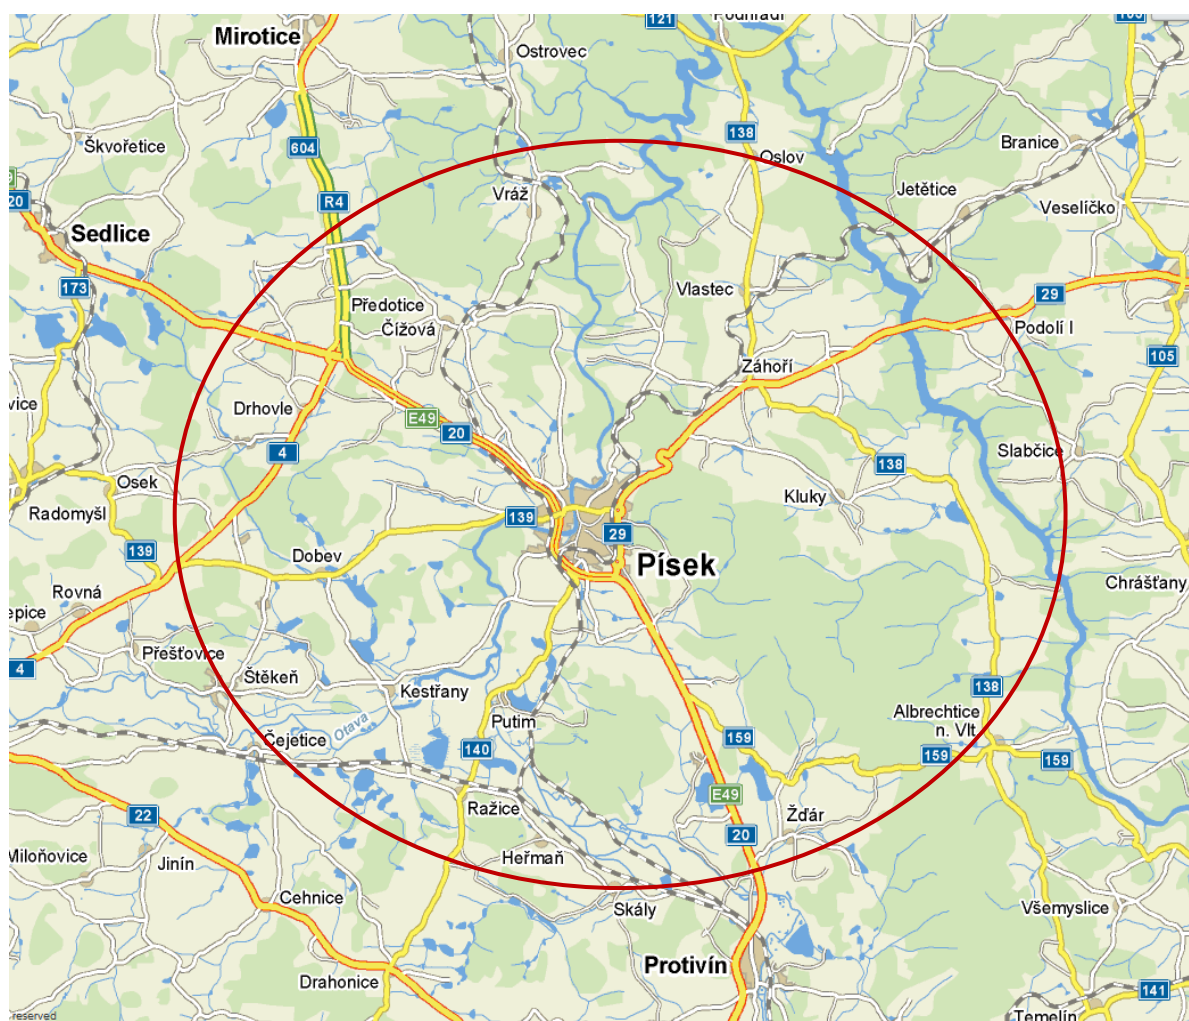 121
Podhradí
105
Mirotice
Ostrovec
138
Škvořetice
604
Branice
Oslov
Jetětice
20
R4
Vráž
Veselíčko
Sedlice
173
Vlastec
29
Předotice
Čížová
Podolí I
105
Záhoří
Drhovle
E49
20
4
138
Slabčice
Osek
Kluky
Radomyšl
139
29
139
Dobev
Písek
Chrášťany
Rovná
epice
4
Přešťovice
Štěkeň
Kestřany
138
Albrechtice
n. Vlt.
Otava
Putim
Čejetice
140
159
159
159
E49
Ražice
22
20
Žďár
Miloňovice
Jinín
Heřmaň
Cehnice
Skály
Všemyslice
Protivín
Drahonice
141
Temelín
reserved